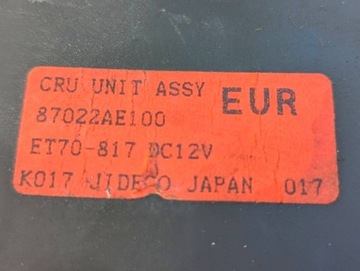 CRU UNIT ASSY EUR
87022AE100
ET70-817 DC12V
K017 JIDECO JAPAN 017